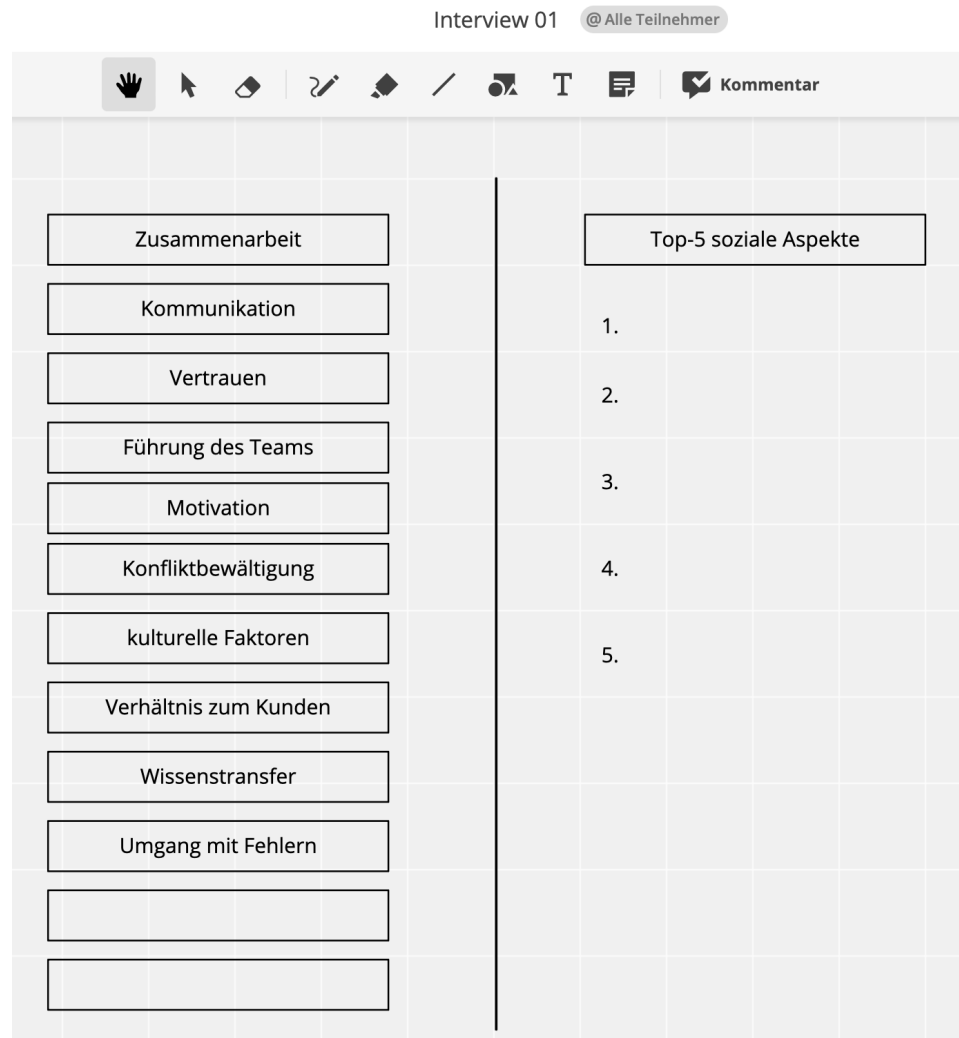 Interview 01 @ Alle Teilnehmer
T Kommentar
Zusammenarbeit
Kommunikation
Vertrauen
Führung des Teams
Motivation
Konfliktbewältigung
kulturelle Faktoren
Verhältnis zum Kunden
Wissenstransfer
Umgang mit Fehlern
Top-5 soziale Aspekte
1.
2.
3.
4.
5.